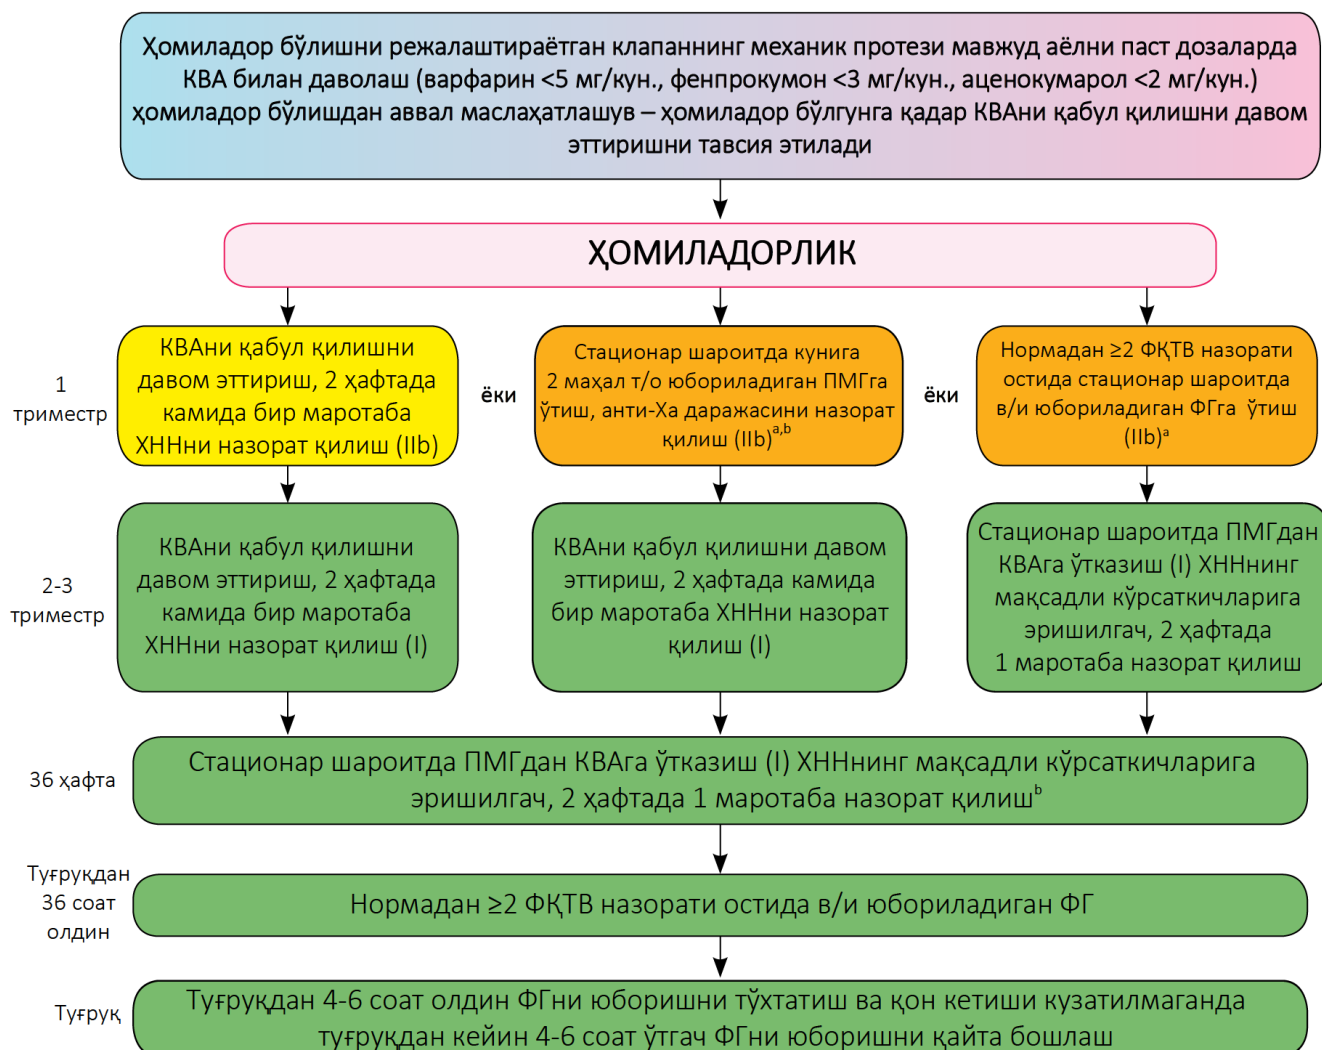 Ҳомиладор бўлишни режалаштираётган клапаннинг механик протези мавжуд аёлни паст дозаларда
КВА билан даволаш (варфарин <5 мг/кун., фенпрокумон <3 мг/кун., аценокумарол <2 мг/кун.)
ҳомиладор бўлишдан аввал маслаҳатлашув – ҳомиладор бўлгунга қадар КВАни қабул қилишни давом
эттиришни тавсия этилади
ҲОМИЛАДОРЛИК
1
триместр
КВАни қабул қилишни
давом эттириш, 2 ҳафтада
камида бир маротаба
ХННни назорат қилиш (IIb)
ёки
Стационар шароитда кунига
2 маҳал т/о юбориладиган ПМГга
ўтиш, анти-Ха даражасини назорат
қилиш (IIb)a,b
ёки
Нормадан ≥2 ФҚТВ назорати
остида стационар шароитда
в/и юбориладиган ФГга ўтиш
(IIb)a
2-3
триместр
КВАни қабул қилишни
давом эттириш, 2 ҳафтада
камида бир маротаба
ХННни назорат қилиш (I)
КВАни қабул қилишни давом
эттириш, 2 ҳафтада камида
бир маротаба ХННни назорат
қилиш (I)
Стационар шароитда ПМГдан
КВАга ўтказиш (I) ХННнинг
мақсадли кўрсаткичларига
эришилгач, 2 ҳафтада
1 маротаба назорат қилиш
36 ҳафта
Стационар шароитда ПМГдан КВАга ўтказиш (I) ХННнинг мақсадли кўрсаткичларига
эришилгач, 2 ҳафтада 1 маротаба назорат қилишb
Туғруқдан
36 соат
олдин
Нормадан ≥2 ФҚТВ назорати остида в/и юбориладиган ФГ
Туғруқ
Туғруқдан 4-6 соат олдин ФГни юборишни тўхтатиш ва қон кетиши кузатилмаганда
туғруқдан кейин 4-6 соат ўтгач ФГни юборишни қайта бошлаш